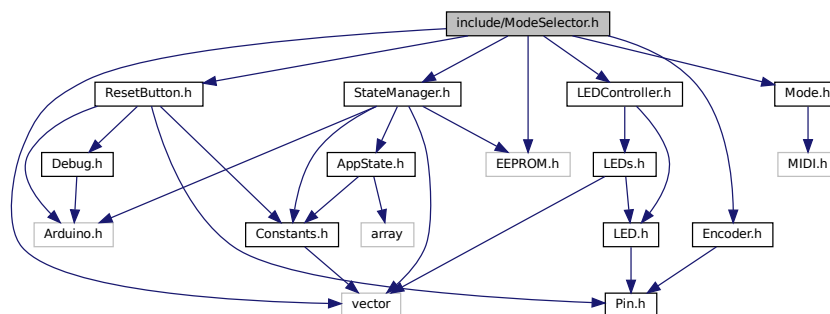 include/ModeSelector.h
ResetButton.h
StateManager.h
LEDController.h
Mode.h
Debug.h
AppState.h
EEPROM.h
LEDs.h
MIDI.h
Arduino.h
Constants.h
array
LED.h
Encoder.h
vector
Pin.h